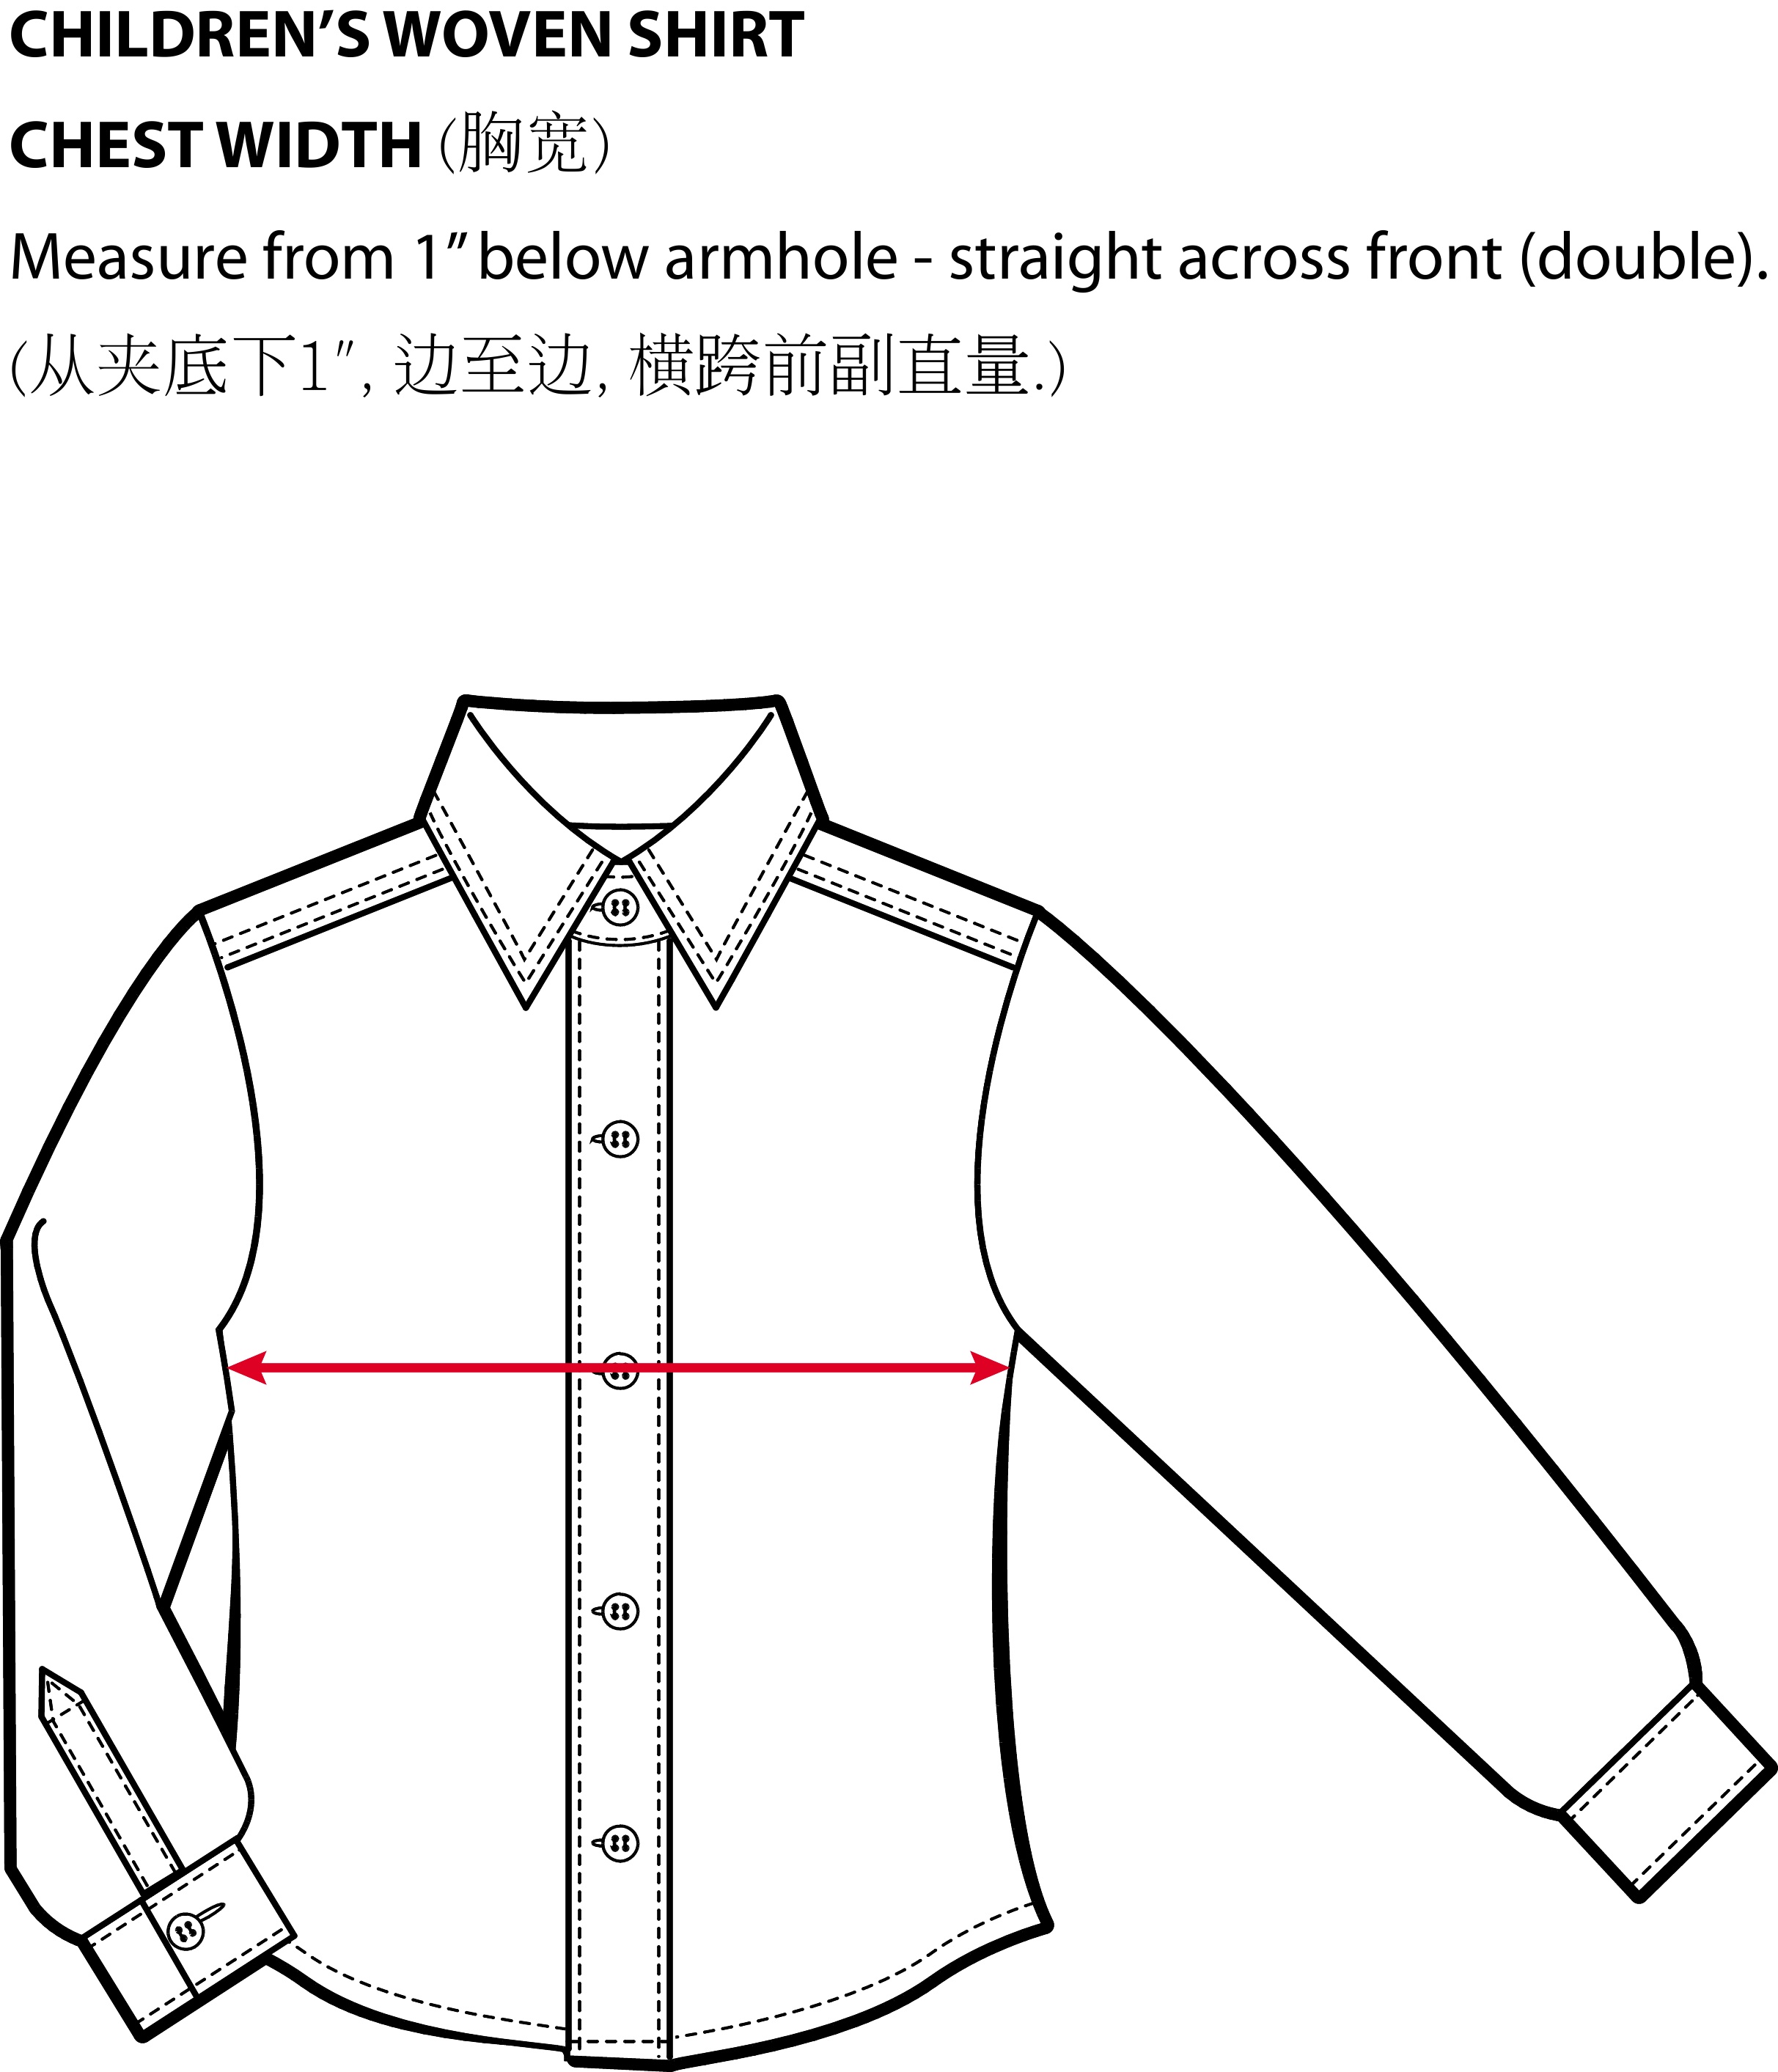 CHILDREN’S WOVEN SHIRT
CHEST WIDTH (胸宽)
Measure from 1” below armhole - straight across front (double).
(从夹底下1″, 边至边, 横跨前副直量.)